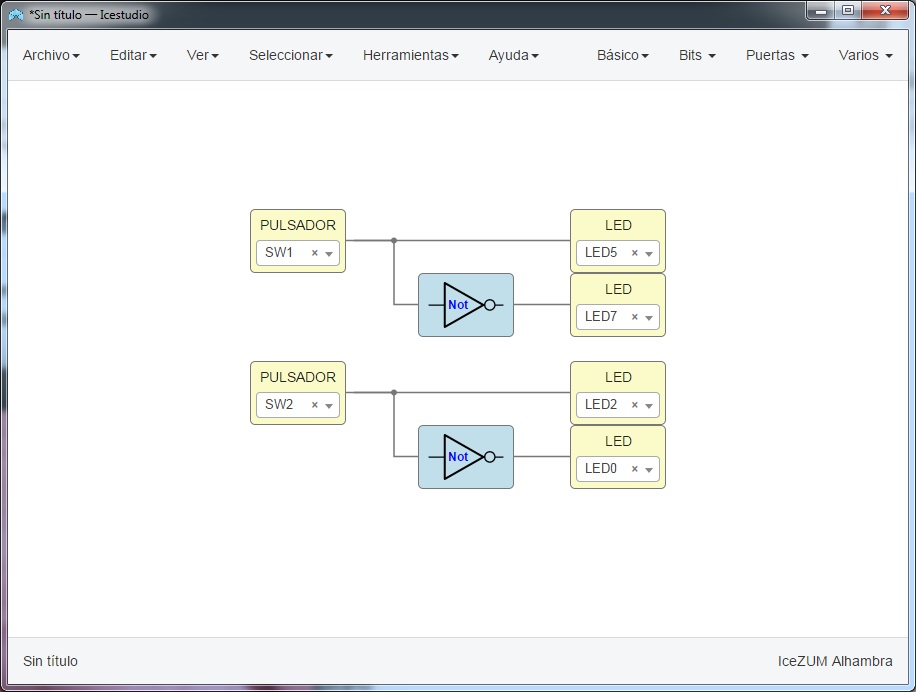 *Sin título — Icestudio
Archivo Editar Ver Seleccionar Herramientas Ayuda Básico Bits Puertas Varios
PULSADOR
SW1 ×
LED
LED5 ×
Not
LED
LED7 ×
PULSADOR
SW2 ×
LED
LED2 ×
Not
LED
LED0 ×
Sin título
IceZUM Alhambra